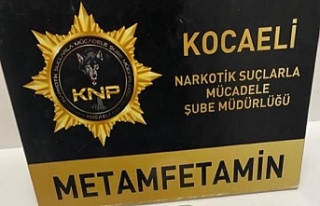 KNP
KOCAELİ
NARKOTİK SUÇLARLA
MÜCADELE
ŞUBE MÜDÜRLÜĞÜ
METAMFETAMİN